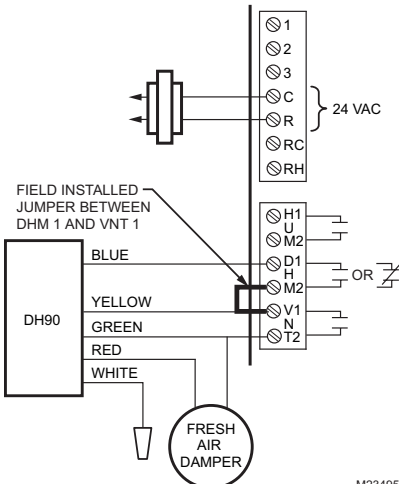 1
2
3
C
R
24 VAC
RC
RH
FIELD INSTALLED
JUMPER BETWEEN
DHM 1 AND VNT 1
H1
U
M2
D1
H
M2
OR
V1
N
T2
DH90
BLUE
YELLOW
GREEN
RED
WHITE
FRESH
AIR
DAMPER